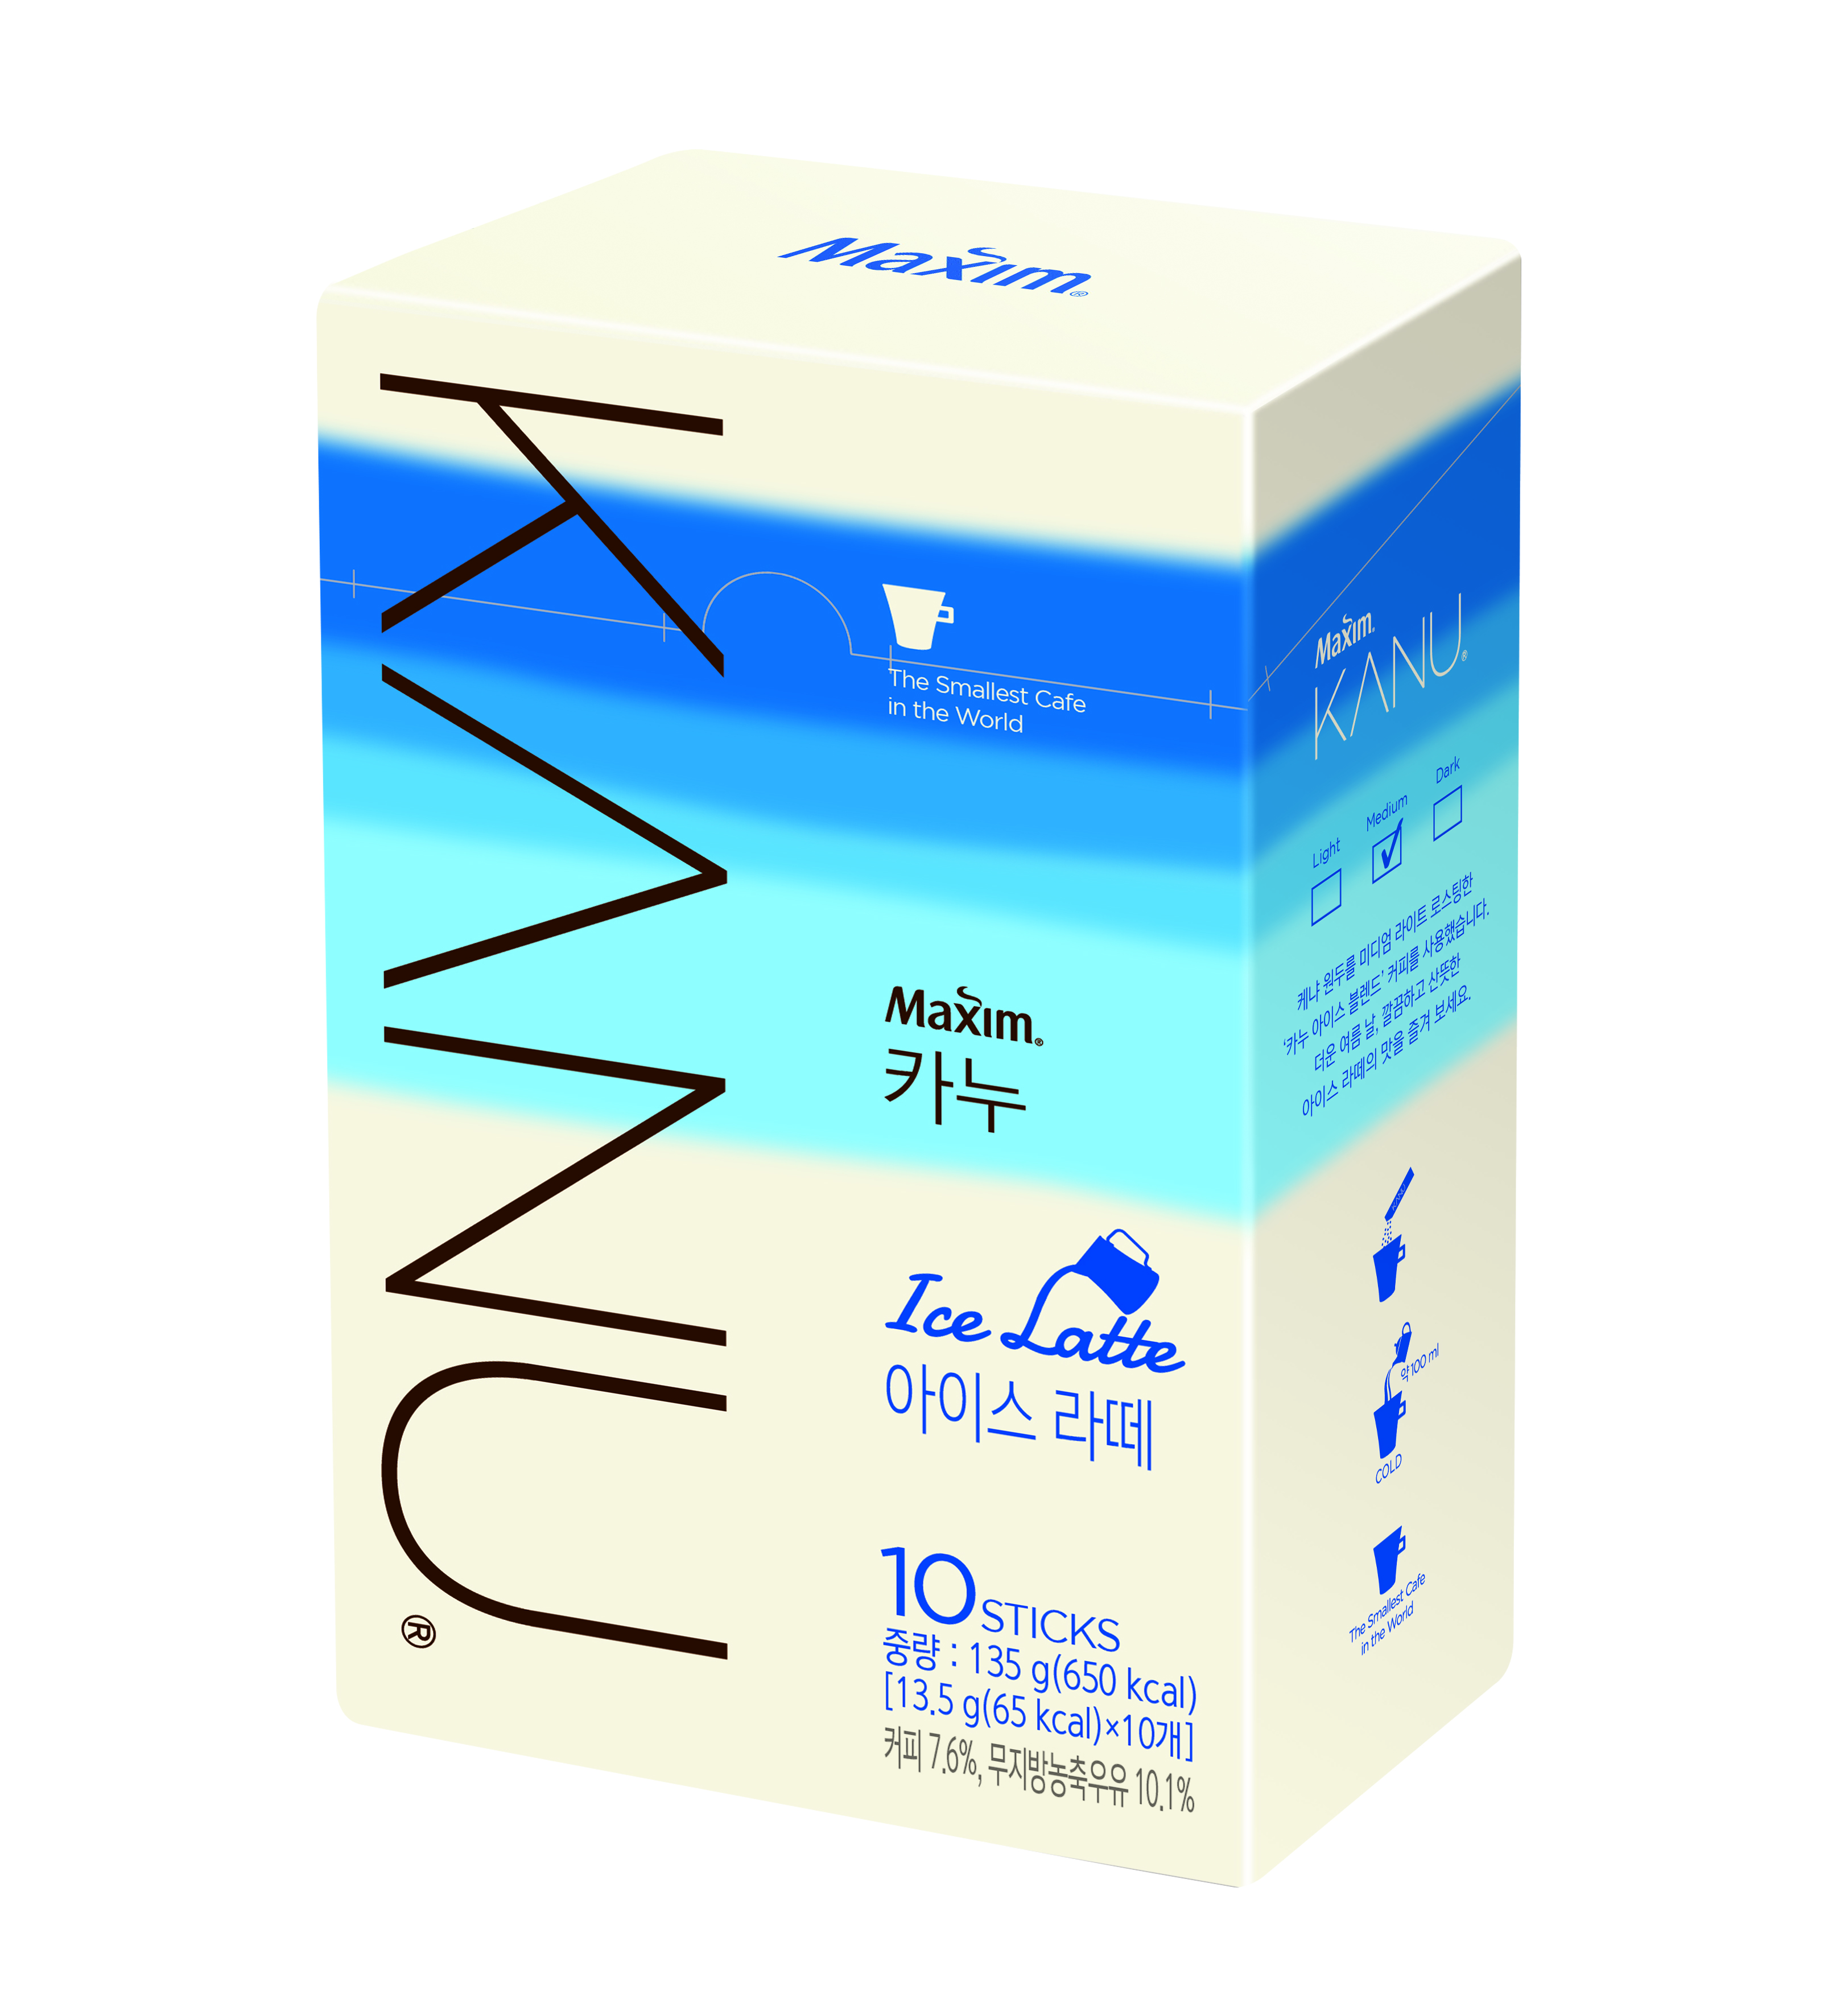 Maxim®
KANU®
The Smallest Cafe
in the World
Maxim®
카누
Ice Latte
아이스 라떼
10 STICKS
중량 : 135 g(650 kcal)
[13.5 g(65 kcal)×10개]
커피 7.6%, 무지방농축우유 10.1%
Maxim®
KANU®
Light Medium Dark
케냐 원두를 미디엄 라이트 로스팅한
‘카누 아이스 블렌드’ 커피를 사용했습니다.
더운 여름 날, 깔끔하고 산뜻한
아이스 라떼의 맛을 즐겨 보세요.
약 100 ml
COLD
The Smallest Cafe
in the World